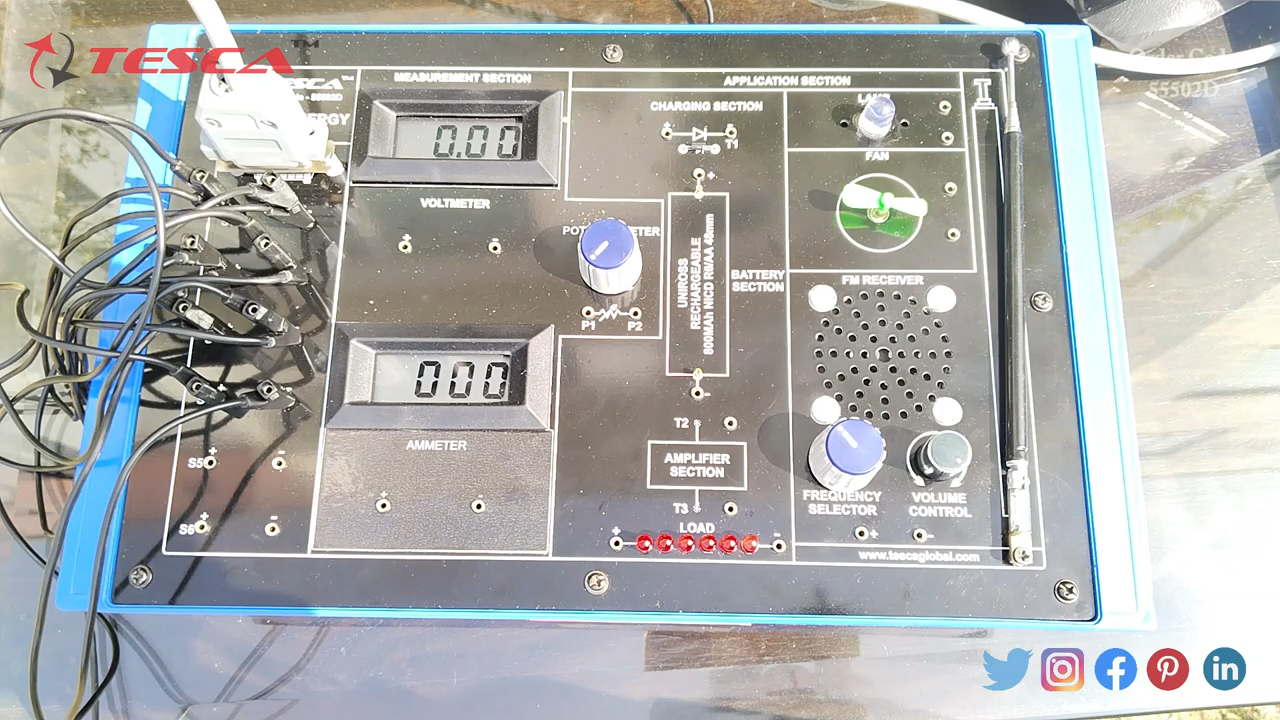 TESCA™
MEASUREMENT SECTION
APPLICATION SECTION
55502D
0.00
CHARGING SECTION
+ -
T1
FAN
VOLTMETER
+ -
P1 P2
+
UNIROSS
RECHARGEABLE
800MAh NICD R6/AA 48mm
-
BATTERY
SECTION
FM RECEIVER
000
AMMETER
+ -
T2
AMPLIFIER
SECTION
T3
LOAD
+ -
S5 + -
S6 + -
FREQUENCY
SELECTOR
VOLUME
CONTROL
+ -
www.tescaglobal.com
in